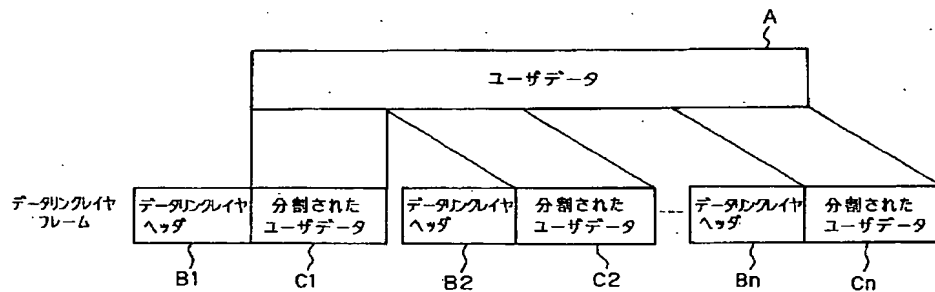 A
ユーザデータ
データリンクレイヤ
フレーム
データリンクレイヤ
ヘッダ
分割された
ユーザデータ
データリンクレイヤ
ヘッダ
分割された
ユーザデータ
データリンクレイヤ
ヘッダ
分割された
ユーザデータ
B1
C1
B2
C2
Bn
Cn